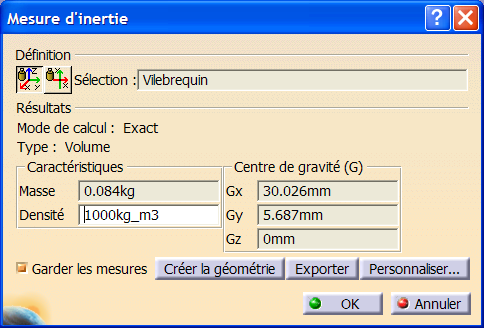 Mesure d'inertie
Définition
Sélection : Vilebrequin
Résultats
Mode de calcul : Exact
Type : Volume
Caractéristiques
Masse 0.084kg
Densité 1000kg_m3
Centre de gravité (G)
Gx 30.026mm
Gy 5.687mm
Gz 0mm
Garder les mesures Créer la géométrie Exporter Personnaliser...
OK Annuler